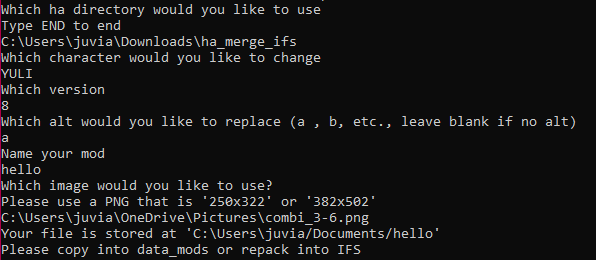 Which ha directory would you like to use
Type END to end
C:\Users\juvia\Downloads\ha_merge_ifs
Which character would you like to change
YULI
Which version
8
Which alt would you like to replace (a , b, etc., leave blank if no alt)
a
Name your mod
hello
Which image would you like to use?
Please use a PNG that is '250x322' or '382x502'
C:\Users\juvia\OneDrive\Pictures\combi_3-6.png
Your file is stored at 'C:\Users\juvia/Documents/hello'
Please copy into data_mods or repack into IFS